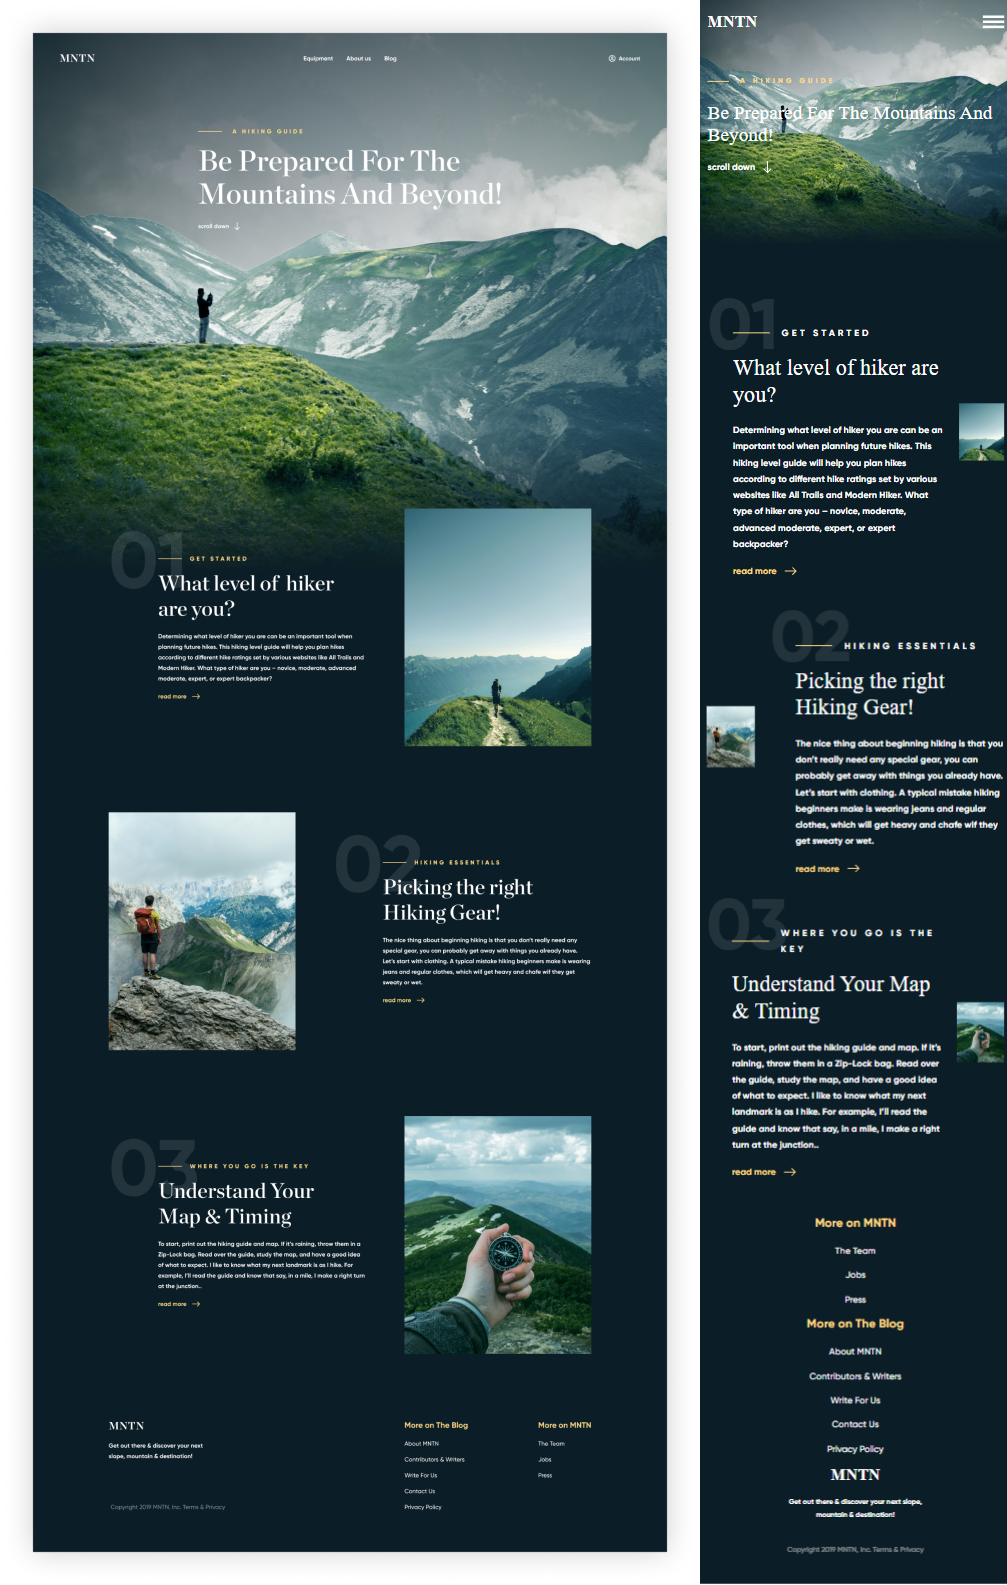 MNTN
Equipment About us Blog
Account
A HIKING GUIDE
Be Prepared For The
Mountains And Beyond!
scroll down
01
GET STARTED
What level of hiker
are you?
Determining what level of hiker you are can be an important tool when
planning future hikes. This hiking level guide will help you plan hikes
according to different hike ratings set by various websites like All Trails and
Modern Hiker. What type of hiker are you – novice, moderate, advanced
moderate, expert, or expert backpacker?
read more
02
HIKING ESSENTIALS
Picking the right
Hiking Gear!
The nice thing about beginning hiking is that you don't really need any
special gear, you can probably get away with things you already have.
Let's start with clothing. A typical mistake hiking beginners make is wearing
jeans and regular clothes, which will get heavy and chafe wif they get
sweaty or wet.
read more
03
WHERE YOU GO IS THE KEY
Understand Your
Map & Timing
To start, print out the hiking guide and map. If it's raining, throw them in a
Zip-Lock bag. Read over the guide, study the map, and have a good idea
of what to expect. I like to know what my next landmark is as I hike. For
example, I'll read the guide and know that say, in a mile, I make a right turn
at the junction..
read more
MNTN
Get out there & discover your next
slope, mountain & destination!
Copyright 2019 MNTN, Inc. Terms & Privacy
More on The Blog
About MNTN
Contributors & Writers
Write For Us
Contact Us
Privacy Policy
More on MNTN
The Team
Jobs
Press
MNTN
A HIKING GUIDE
Be Prepared For The Mountains And
Beyond!
scroll down
01
GET STARTED
What level of hiker are
you?
Determining what level of hiker you are can be an
important tool when planning future hikes. This
hiking level guide will help you plan hikes
according to different hike ratings set by various
websites like All Trails and Modern Hiker. What
type of hiker are you – novice, moderate,
advanced moderate, expert, or expert
backpacker?
read more
02
HIKING ESSENTIALS
Picking the right
Hiking Gear!
The nice thing about beginning hiking is that you
don't really need any special gear, you can
probably get away with things you already have.
Let's start with clothing. A typical mistake hiking
beginners make is wearing jeans and regular
clothes, which will get heavy and chafe wif they
get sweaty or wet.
read more
03
WHERE YOU GO IS THE
KEY
Understand Your Map
& Timing
To start, print out the hiking guide and map. If it's
raining, throw them in a Zip-Lock bag. Read over
the guide, study the map, and have a good idea
of what to expect. I like to know what my next
landmark is as I hike. For example, I'll read the
guide and know that say, in a mile, I make a right
turn at the junction..
read more
More on MNTN
The Team
Jobs
Press
More on The Blog
About MNTN
Contributors & Writers
Write For Us
Contact Us
Privacy Policy
MNTN
Get out there & discover your next slope,
mountain & destination!
Copyright 2019 MNTN, Inc. Terms & Privacy